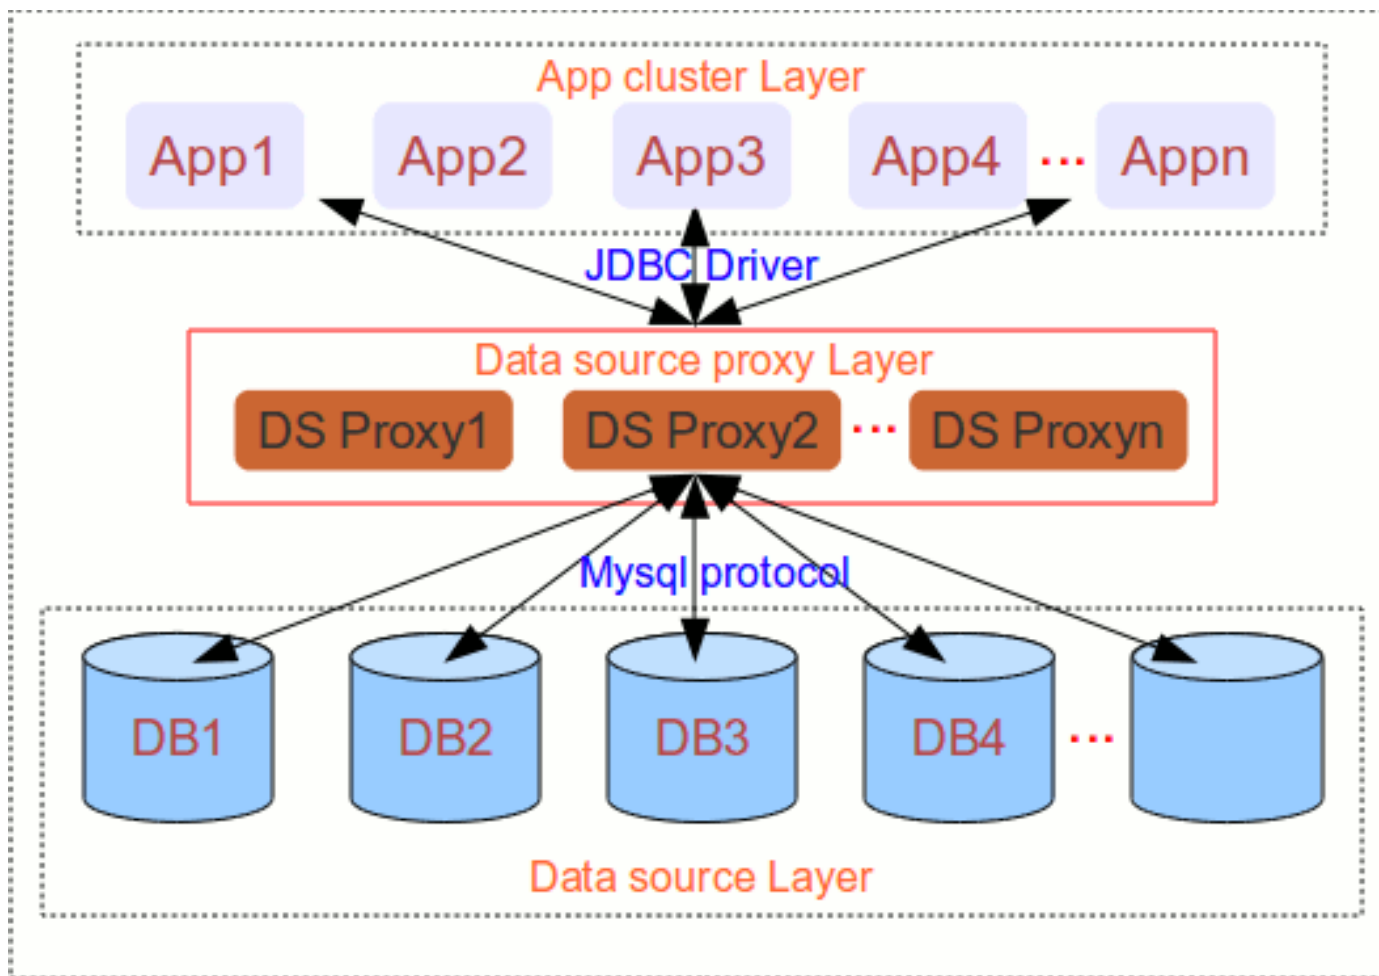 App cluster Layer
App1 App2 App3 App4 ... Appn
JDBC Driver
Data source proxy Layer
DS Proxy1 DS Proxy2 ... DS Proxyn
Mysql protocol
DB1 DB2 DB3 DB4 ...
Data source Layer